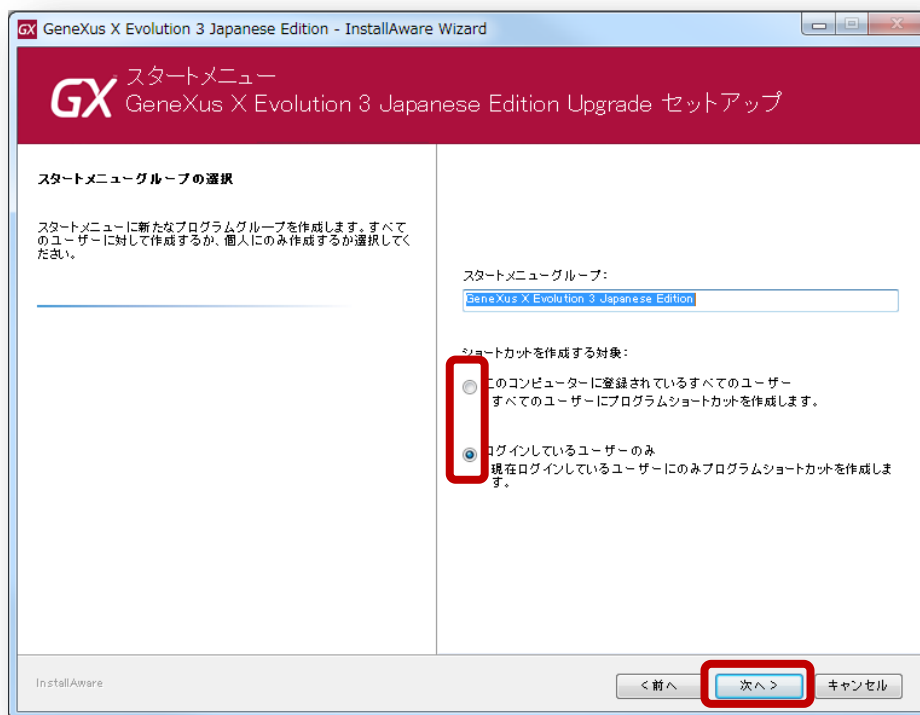 GX GeneXus X Evolution 3 Japanese Edition - InstallAware Wizard
GX スタートメニュー
GeneXus X Evolution 3 Japanese Edition Upgrade セットアップ
スタートメニューグループの選択
スタートメニューに新たなプログラムグループを作成します。すべて
のユーザーに対して作成するか、個人にのみ作成するか選択してく
ださい。
スタートメニューグループ:
GeneXus X Evolution 3 Japanese Edition
ショートカットを作成する対象:
このコンピューターに登録されているすべてのユーザー
すべてのユーザーにプログラムショートカットを作成します。
ログインしているユーザーのみ
現在ログインしているユーザーにのみプログラムショートカットを作成しま
す。
InstallAware
<前へ 次へ> キャンセル